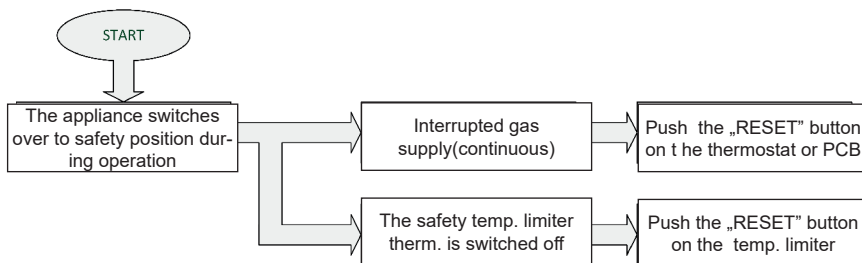 START
The appliance switches
over to safety position dur-
ing operation
Interrupted gas
supply(continuous)
Push the „RESET” button
on t he thermostat or PCB
The safety temp. limiter
therm. is switched off
Push the „RESET” button
on the temp. limiter